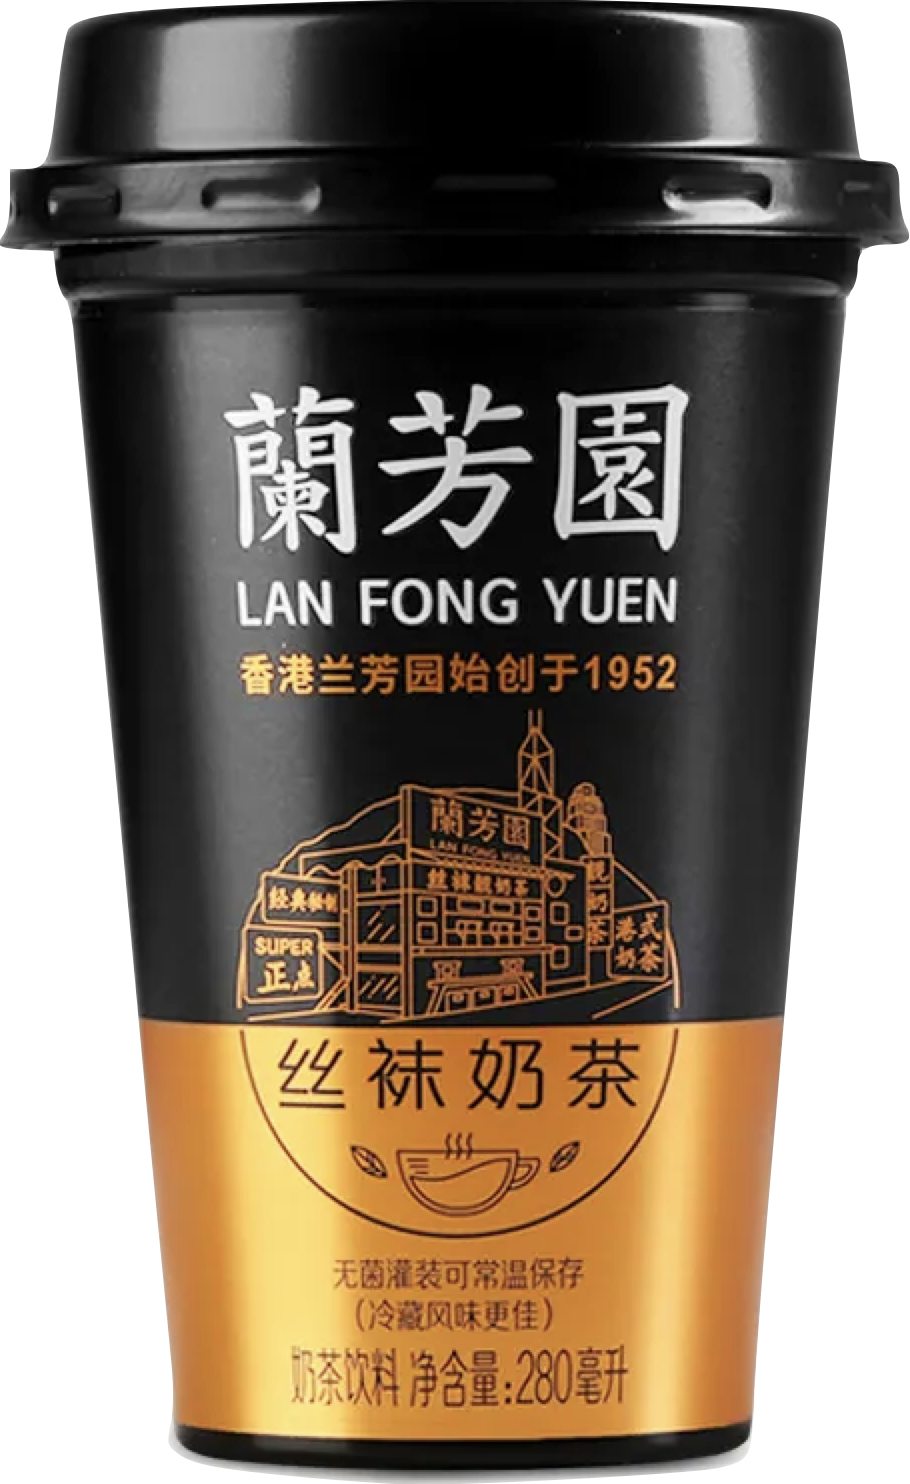 蘭芳園
LAN FONG YUEN
香港兰芳园始创于1952
蘭芳園
LAN FONG YUEN
丝袜靓奶茶
经典秘制
SUPER
正点
靓奶茶
港式
奶茶
丝袜奶茶
无菌灌装可常温保存
（冷藏风味更佳）
奶茶饮料 净含量:280毫升